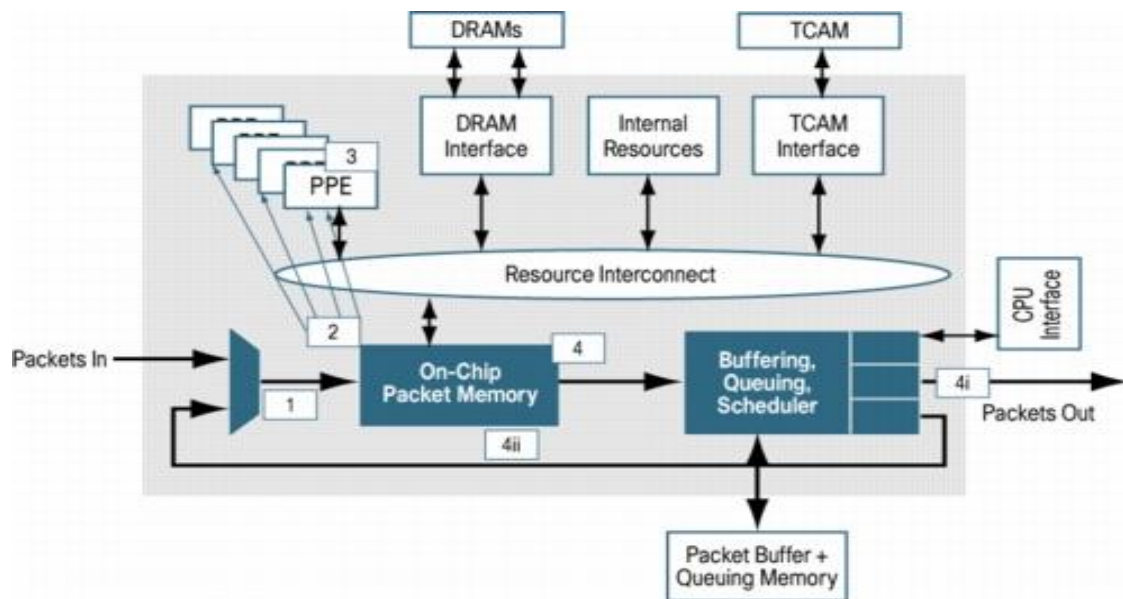 DRAMs
TCAM
DRAM
Interface
Internal
Resources
TCAM
Interface
3
PPE
Resource Interconnect
CPU
Interface
2
Packets In
1
On-Chip
Packet Memory
4
Buffering,
Queuing,
Scheduler
4i
Packets Out
4ii
Packet Buffer +
Queuing Memory